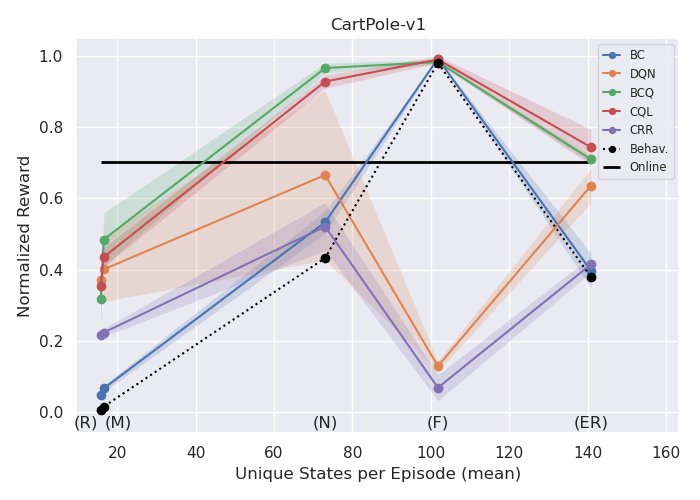 CartPole-v1
1.0
0.8
0.6
0.4
0.2
0.0
Normalized Reward
BC
DQN
BCQ
CQL
CRR
Behav.
Online
(R) (M) (N) (F) (ER)
20 40 60 80 100 120 140 160
Unique States per Episode (mean)